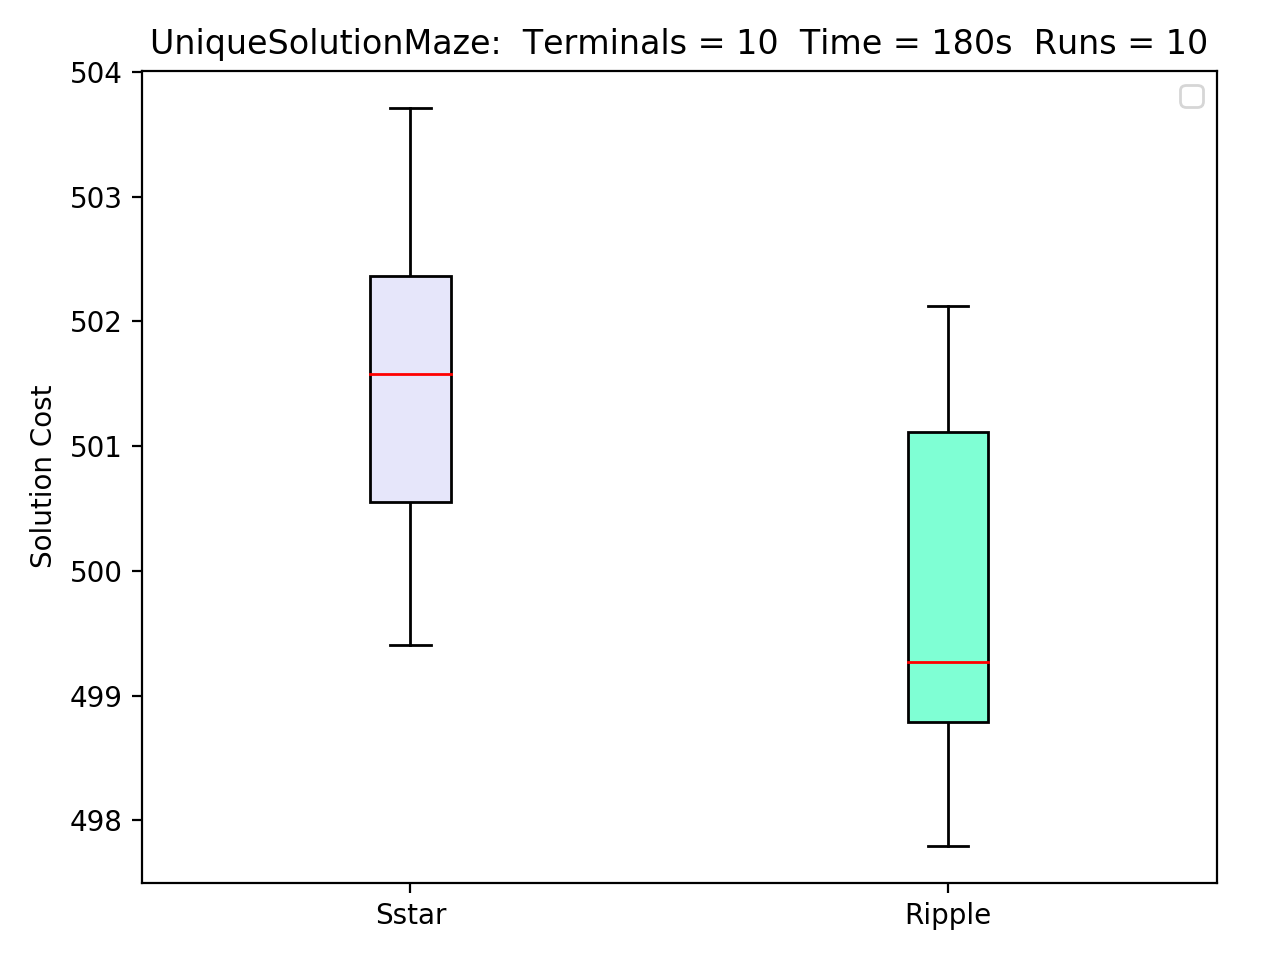 UniqueSolutionMaze:  Terminals = 10  Time = 180s  Runs = 10
504
503
502
501
500
499
498
Solution Cost
Sstar
Ripple